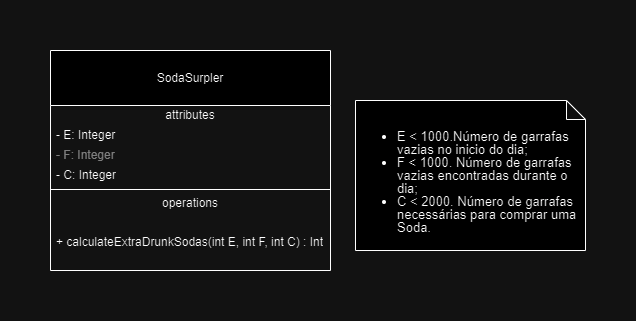 SodaSurpler
attributes
- E: Integer
- F: Integer
- C: Integer
operations
+ calculateExtraDrunkSodas(int E, int F, int C) : Int
• E < 1000.Número de garrafas
vazias no inicio do dia;
• F < 1000. Número de garrafas
vazias encontradas durante o
dia;
• C < 2000. Número de garrafas
necessárias para comprar uma
Soda.